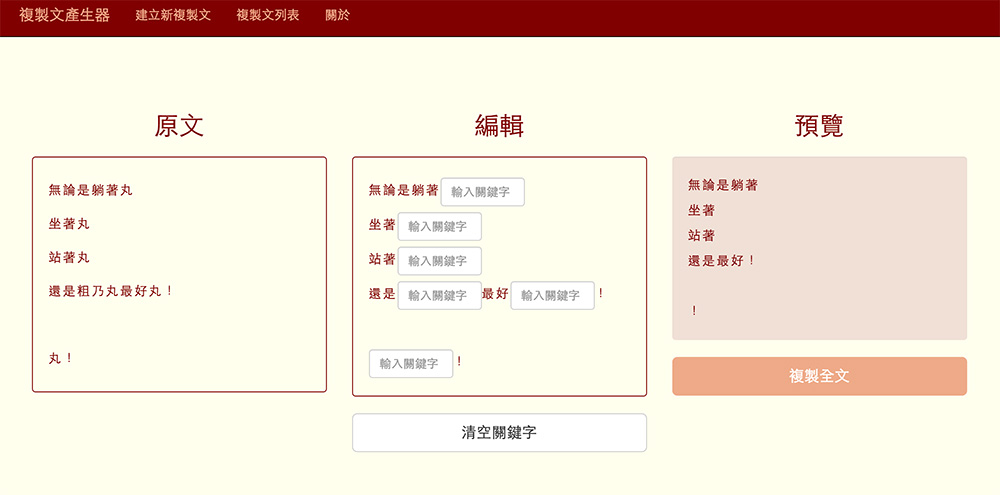 複製文產生器 建立新複製文 複製文列表 關於
原文
無論是躺著丸
坐著丸
站著丸
還是粗乃丸最好丸！
丸！
編輯
無論是躺著 輸入關鍵字
坐著 輸入關鍵字
站著 輸入關鍵字
還是 輸入關鍵字 最好 輸入關鍵字 ！
輸入關鍵字 ！
清空關鍵字
預覽
無論是躺著
坐著
站著
還是最好！
！
複製全文